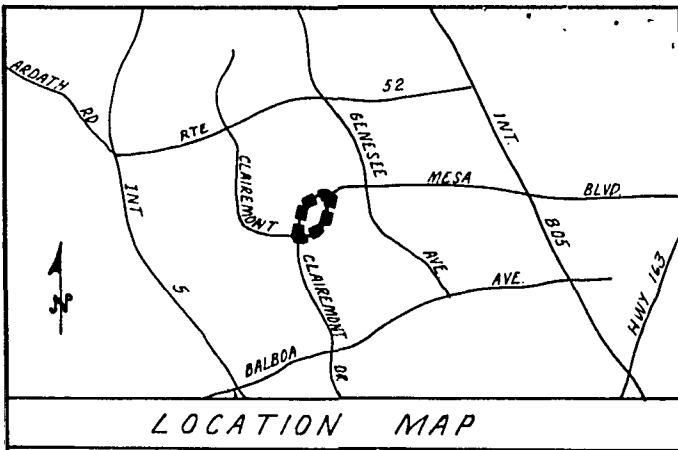 ARDATH
RD
INT
5
RTE
52
CLAIREMONT
GENESEE
AVE.
INT.
805
MESA
BLVD.
CLAIREMONT
DR
BALBOA
AVE.
HWY 163
N
LOCATION MAP